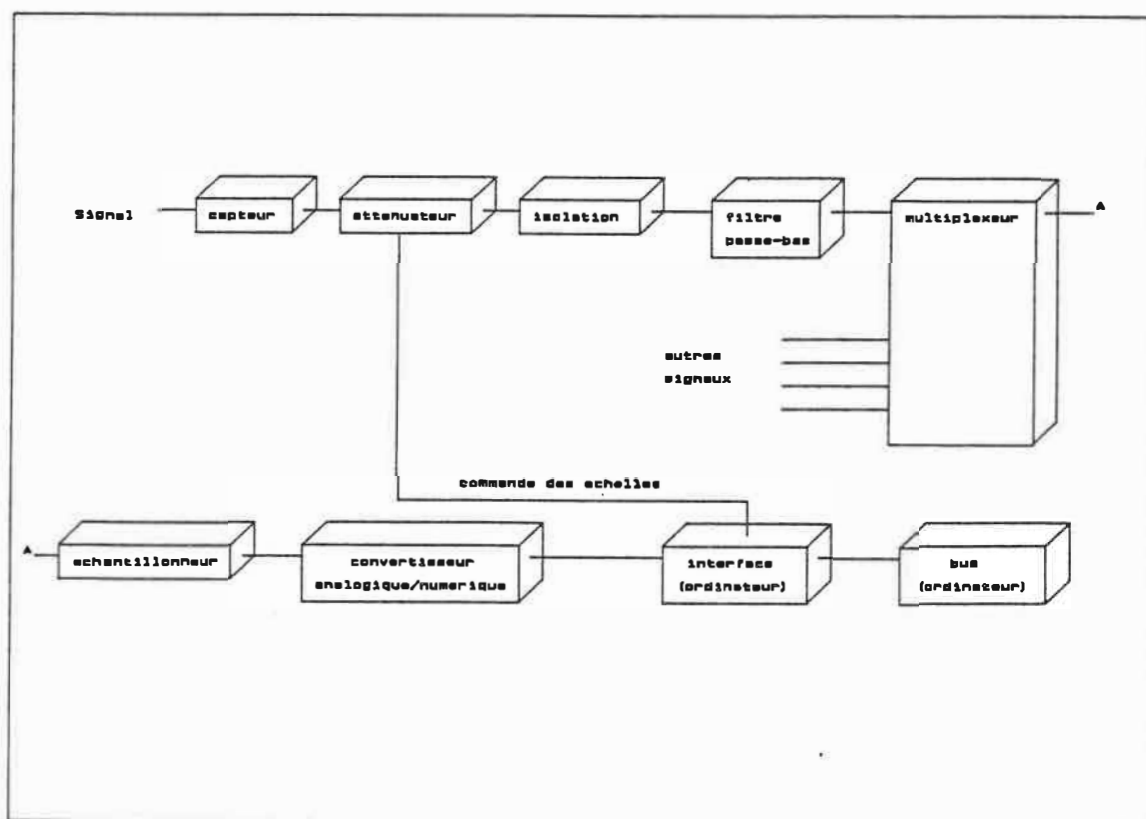 Signal
capteur
attenuateur
isolation
filtre
passe-bas
multiplexeur
A
autres
signaux
commande des echelles
A
echantillonneur
convertisseur
analogique/numerique
interface
(ordinateur)
bus
(ordinateur)